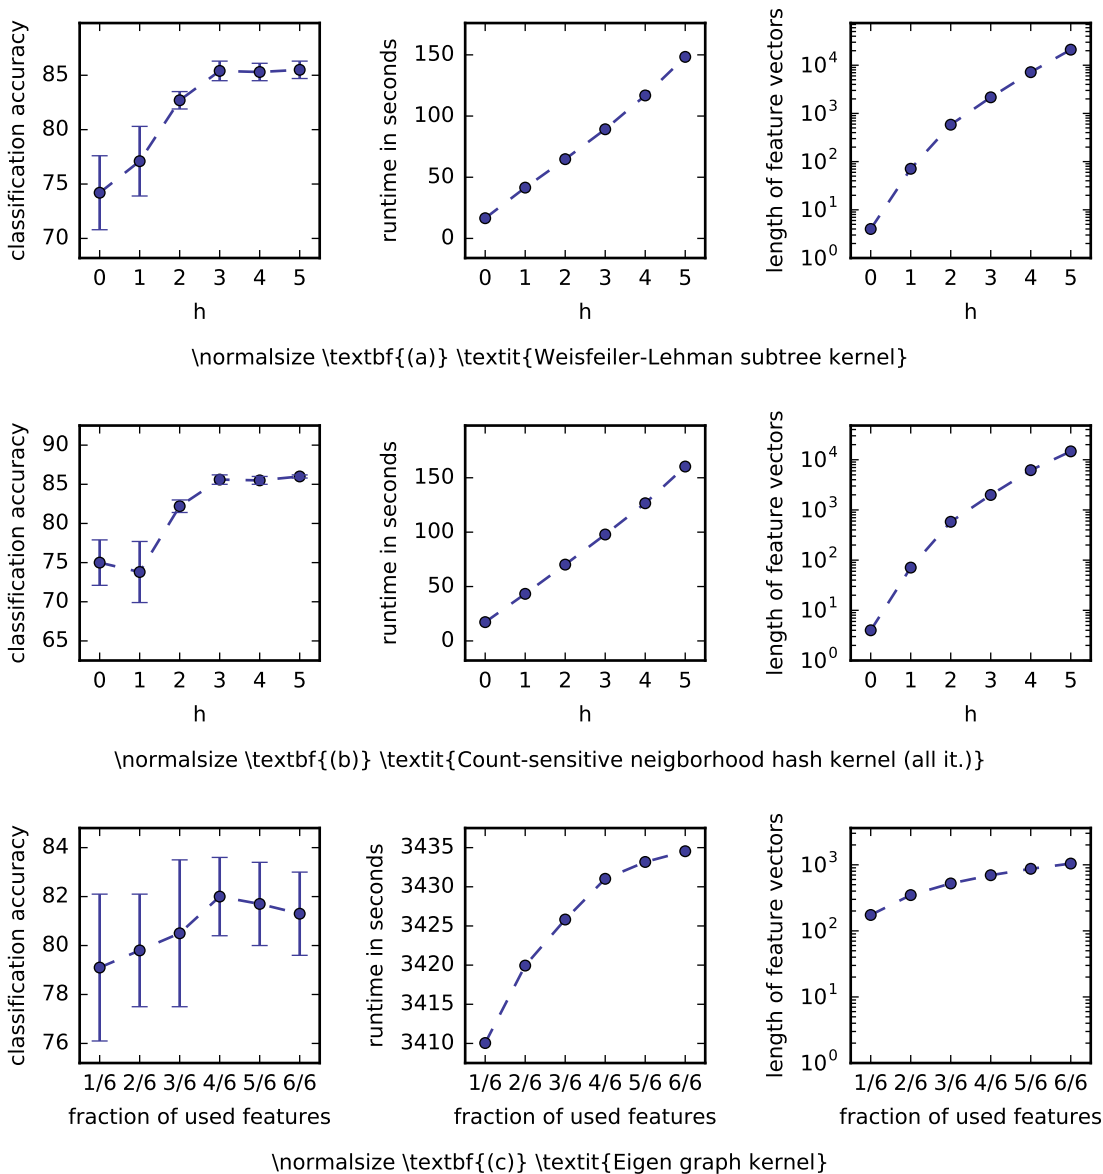 classification accuracy
85
80
75
70
0 1 2 3 4 5
h
runtime in seconds
150
100
50
0
0 1 2 3 4 5
h
length of feature vectors
10^4
10^3
10^2
10^1
10^0
0 1 2 3 4 5
h
\normalsize \textbf{(a)} \textit{Weisfeiler-Lehman subtree kernel}
classification accuracy
90
85
80
75
70
65
0 1 2 3 4 5
h
runtime in seconds
150
100
50
0
0 1 2 3 4 5
h
length of feature vectors
10^4
10^3
10^2
10^1
10^0
0 1 2 3 4 5
h
\normalsize \textbf{(b)} \textit{Count-sensitive neigborhood hash kernel (all it.)}
classification accuracy
84
82
80
78
76
1/6 2/6 3/6 4/6 5/6 6/6
fraction of used features
runtime in seconds
3435
3430
3425
3420
3415
3410
1/6 2/6 3/6 4/6 5/6 6/6
fraction of used features
length of feature vectors
10^3
10^2
10^1
10^0
1/6 2/6 3/6 4/6 5/6 6/6
fraction of used features
\normalsize \textbf{(c)} \textit{Eigen graph kernel}